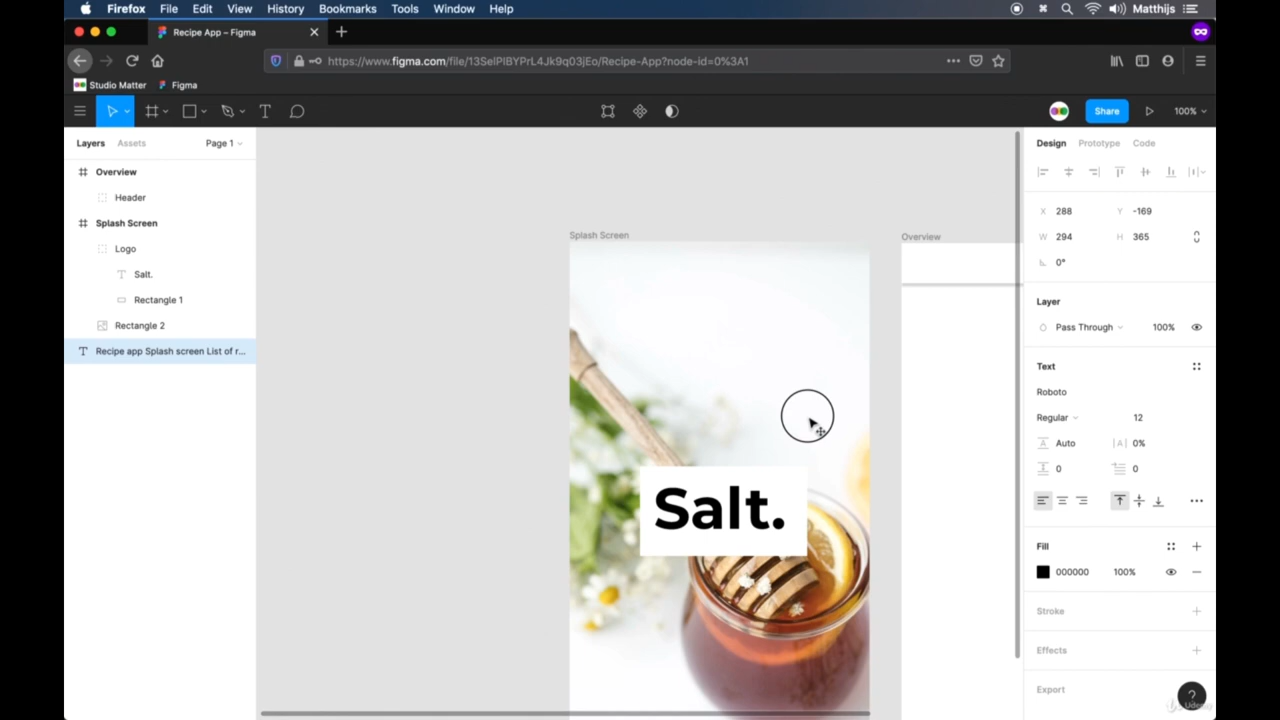 Firefox File Edit View History Bookmarks Tools Window Help Matthijs
Recipe App – Figma
https://www.figma.com/file/13SelPIBYPrL4Jk9q03jEo/Recipe-App?node-id=0%3A1
Studio Matter Figma
Share 100%
Layers Assets Page 1
Design Prototype Code
Overview
Header
Splash Screen
Logo
Salt.
Rectangle 1
Rectangle 2
Recipe app Splash screen List of r...
Splash Screen
Overview
Salt.
X 288 Y -169
W 294 H 365
0°
Layer
Pass Through 100%
Text
Roboto
Regular 12
A Auto |A| 0%
0 0
Fill
000000 100%
Stroke
Effects
Export
?
Udemy